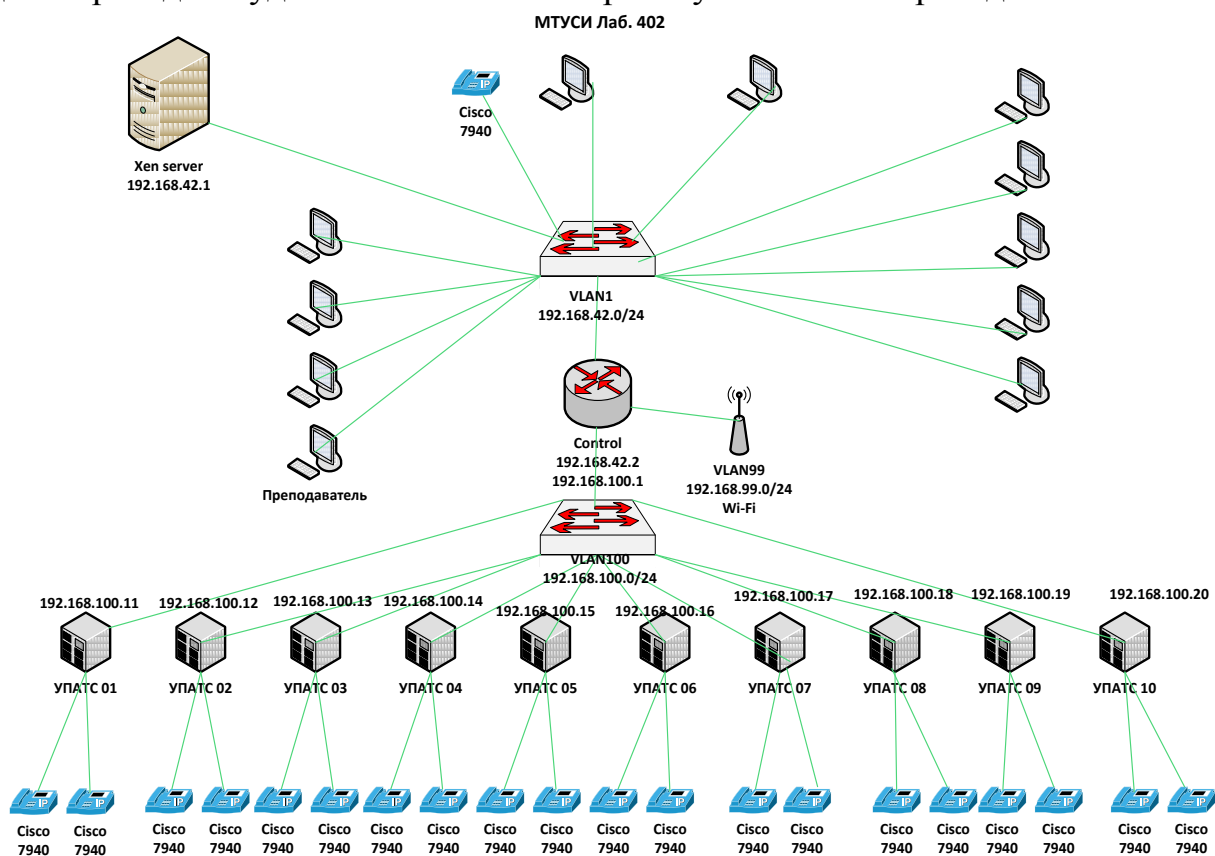 МТУСИ Лаб. 402
Cisco
7940
Xen server
192.168.42.1
VLAN1
192.168.42.0/24
Control
192.168.42.2
192.168.100.1
VLAN99
192.168.99.0/24
Wi-Fi
Преподаватель
VLAN100
192.168.100.0/24
192.168.100.11
192.168.100.12
192.168.100.13
192.168.100.14
192.168.100.15
192.168.100.16
192.168.100.17
192.168.100.18
192.168.100.19
192.168.100.20
УПАТС 01
УПАТС 02
УПАТС 03
УПАТС 04
УПАТС 05
УПАТС 06
УПАТС 07
УПАТС 08
УПАТС 09
УПАТС 10
Cisco
7940
Cisco
7940
Cisco
7940
Cisco
7940
Cisco
7940
Cisco
7940
Cisco
7940
Cisco
7940
Cisco
7940
Cisco
7940
Cisco
7940
Cisco
7940
Cisco
7940
Cisco
7940
Cisco
7940
Cisco
7940
Cisco
7940
Cisco
7940
Cisco
7940
Cisco
7940